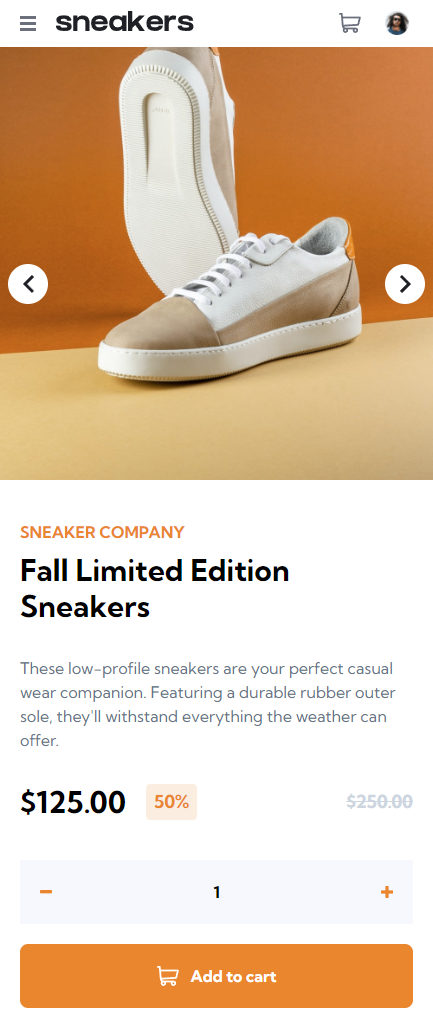 sneakers
SNEAKER COMPANY
Fall Limited Edition
Sneakers
These low-profile sneakers are your perfect casual
wear companion. Featuring a durable rubber outer
sole, they'll withstand everything the weather can
offer.
$125.00 50% $250.00
1
Add to cart